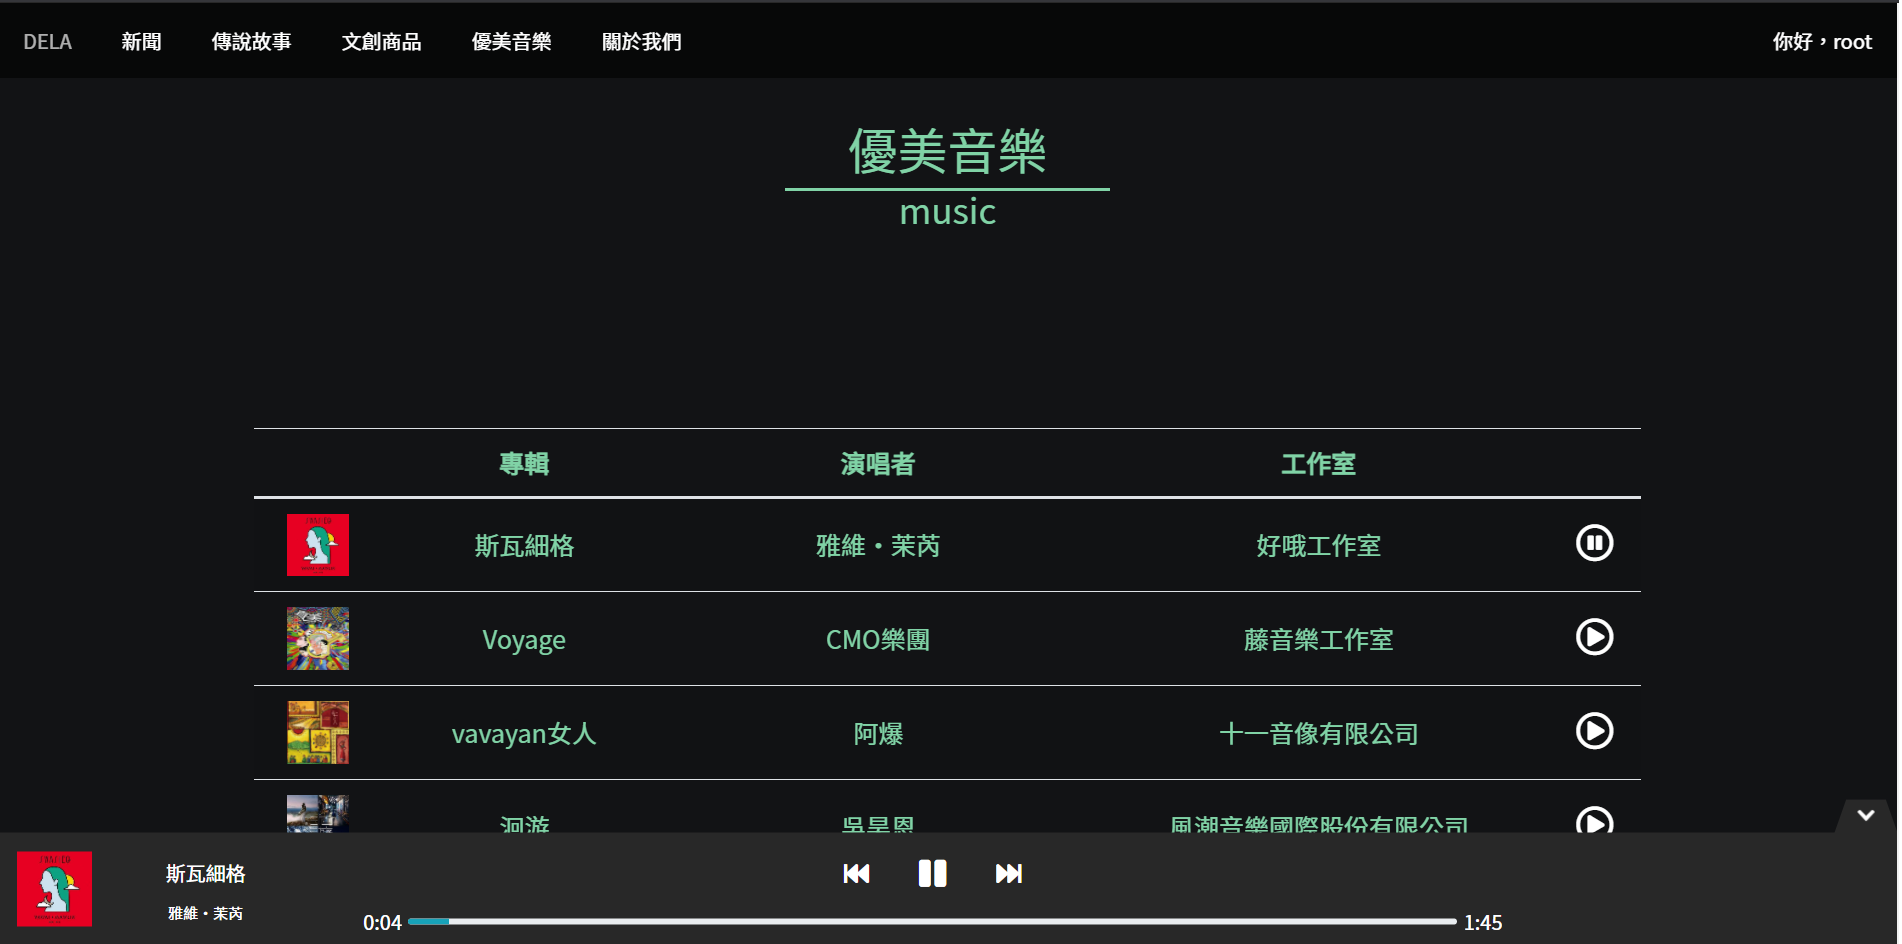 DELA 新聞 傳說故事 文創商品 優美音樂 關於我們 你好，root
優美音樂
music
專輯 演唱者 工作室
斯瓦細格 雅維·茉芮 好哦工作室
Voyage CMO樂團 藤音樂工作室
vavayan女人 阿爆 十一音像有限公司
洄游 吳昊恩 風潮音樂國際股份有限公司
斯瓦細格
雅維·茉芮
0:04 1:45